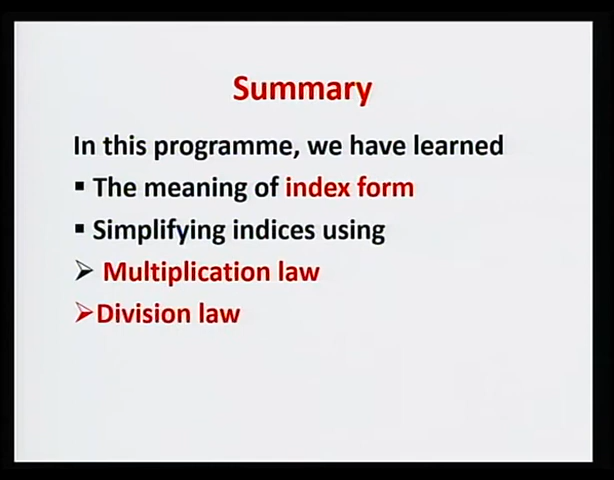 Summary
In this programme, we have learned
▪ The meaning of index form
▪ Simplifying indices using
➢ Multiplication law
➢Division law